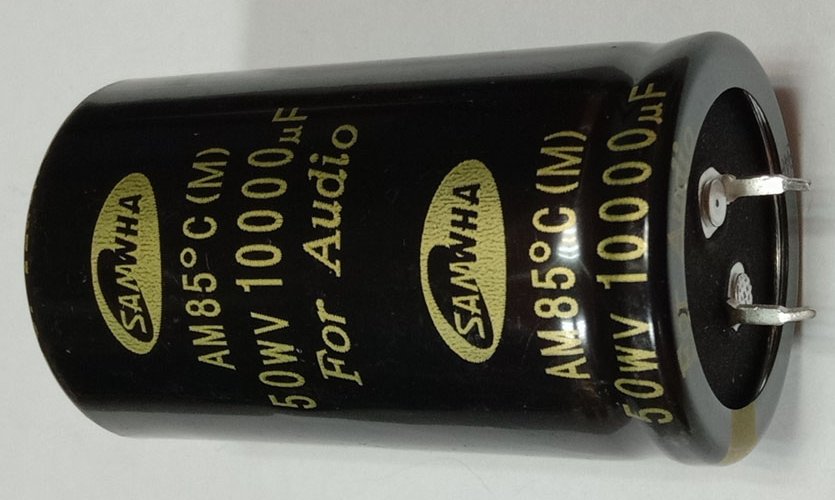 SAMWHA
AM85°C(M)
50WV 10000µF
For Audio
SAMWHA
AM85°C(M)
50WV 10000µF